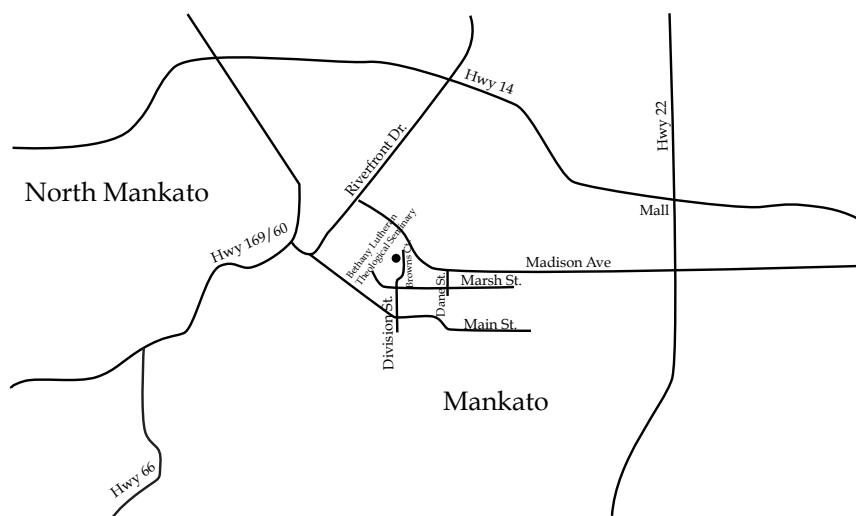 Hwy 14
Hwy 22
Riverfront Dr.
North Mankato
Mall
Hwy 169/60
Bethany Lutheran
Theological Seminary
Browns Ct.
Madison Ave
Dane St.
Marsh St.
Division St.
Main St.
Mankato
Hwy 66